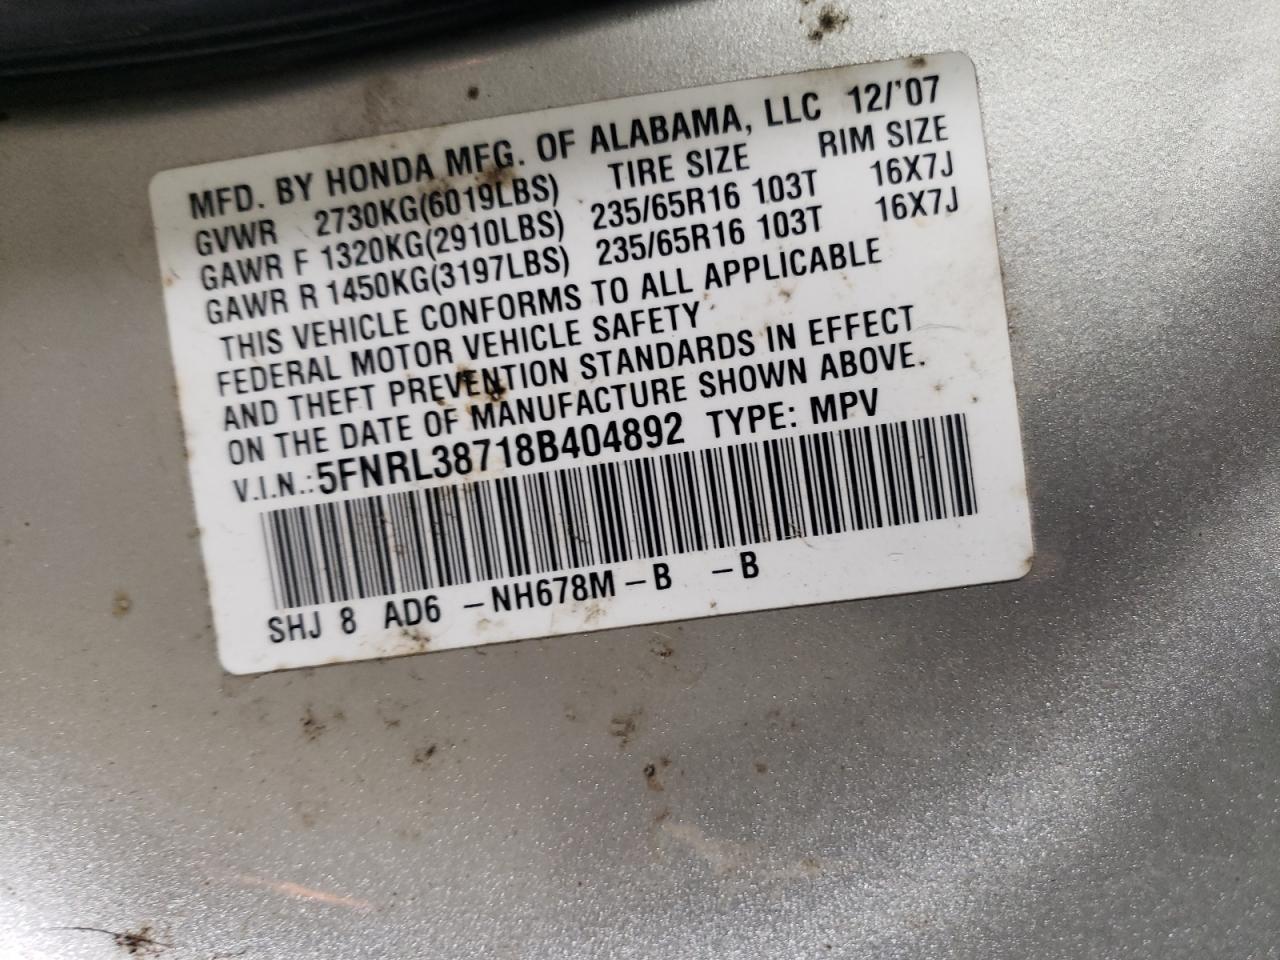 MFD. BY HONDA MFG. OF ALABAMA, LLC 12/'07
GVWR 2730KG(6019LBS) TIRE SIZE RIM SIZE
GAWR F 1320KG(2910LBS) 235/65R16 103T 16X7J
GAWR R 1450KG(3197LBS) 235/65R16 103T 16X7J
THIS VEHICLE CONFORMS TO ALL APPLICABLE
FEDERAL MOTOR VEHICLE SAFETY
AND THEFT PREVENTION STANDARDS IN EFFECT
ON THE DATE OF MANUFACTURE SHOWN ABOVE.
V.I.N.: 5FNRL38718B404892 TYPE: MPV
SHJ 8 AD6 -NH678M-B -B